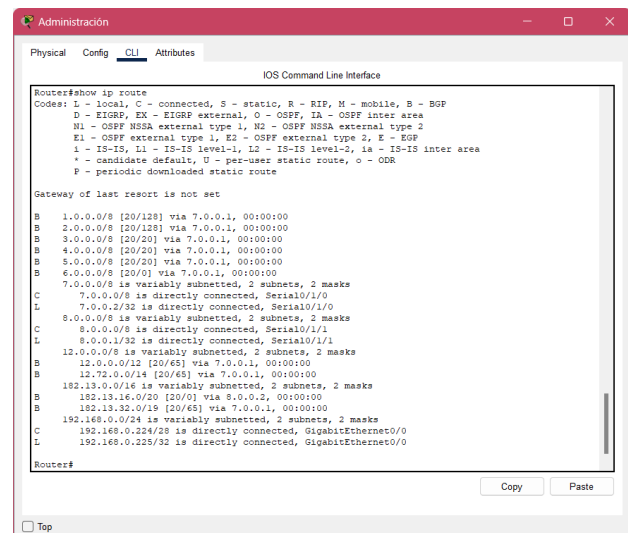 Administración
Physical Config CLI Attributes
IOS Command Line Interface
Router#show ip route
Codes: L - local, C - connected, S - static, R - RIP, M - mobile, B - BGP
D - EIGRP, EX - EIGRP external, O - OSPF, IA - OSPF inter area
N1 - OSPF NSSA external type 1, N2 - OSPF NSSA external type 2
E1 - OSPF external type 1, E2 - OSPF external type 2, E - EGP
i - IS-IS, L1 - IS-IS level-1, L2 - IS-IS level-2, ia - IS-IS inter area
* - candidate default, U - per-user static route, o - ODR
P - periodic downloaded static route
Gateway of last resort is not set
B 1.0.0.0/8 [20/128] via 7.0.0.1, 00:00:00
B 2.0.0.0/8 [20/128] via 7.0.0.1, 00:00:00
B 3.0.0.0/8 [20/20] via 7.0.0.1, 00:00:00
B 4.0.0.0/8 [20/20] via 7.0.0.1, 00:00:00
B 5.0.0.0/8 [20/20] via 7.0.0.1, 00:00:00
B 6.0.0.0/8 [20/0] via 7.0.0.1, 00:00:00
7.0.0.0/8 is variably subnetted, 2 subnets, 2 masks
C 7.0.0.0/8 is directly connected, Serial0/1/0
L 7.0.0.2/32 is directly connected, Serial0/1/0
8.0.0.0/8 is variably subnetted, 2 subnets, 2 masks
C 8.0.0.0/8 is directly connected, Serial0/1/1
L 8.0.0.1/32 is directly connected, Serial0/1/1
12.0.0.0/8 is variably subnetted, 2 subnets, 2 masks
B 12.0.0.0/12 [20/65] via 7.0.0.1, 00:00:00
B 12.72.0.0/14 [20/65] via 7.0.0.1, 00:00:00
182.13.0.0/16 is variably subnetted, 2 subnets, 2 masks
B 182.13.16.0/20 [20/0] via 8.0.0.2, 00:00:00
B 182.13.32.0/19 [20/65] via 7.0.0.1, 00:00:00
192.168.0.0/24 is variably subnetted, 2 subnets, 2 masks
C 192.168.0.224/28 is directly connected, GigabitEthernet0/0
L 192.168.0.225/32 is directly connected, GigabitEthernet0/0
Router#
Copy Paste
Top